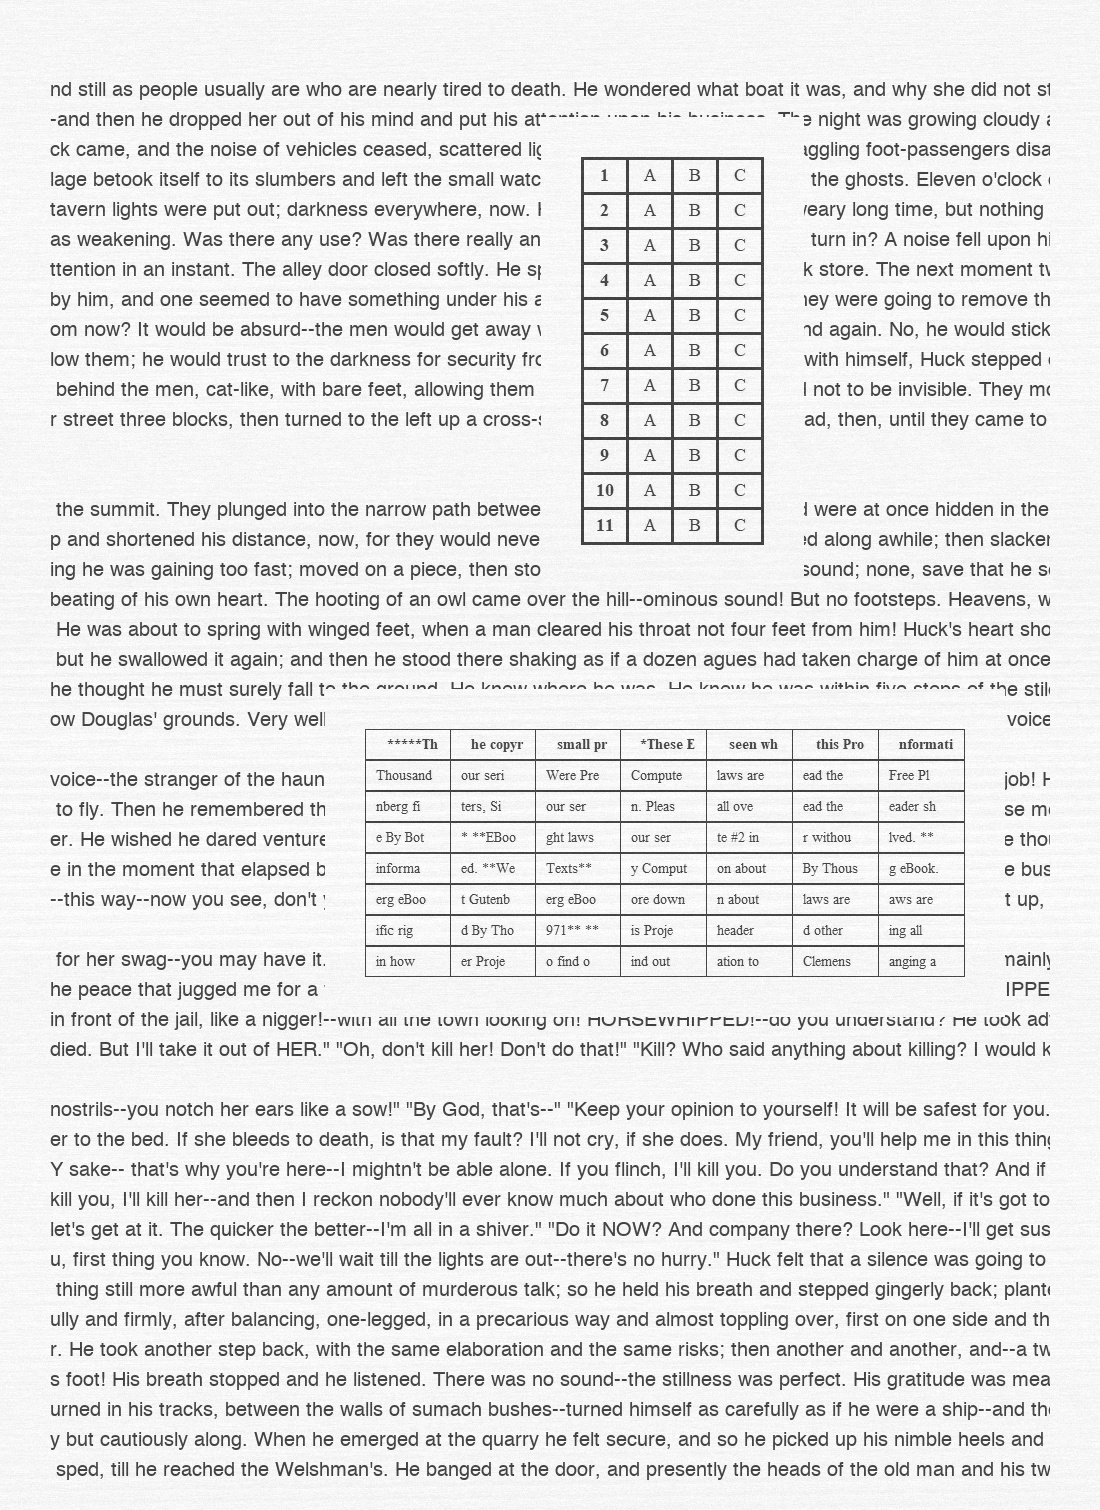 nd still as people usually are who are nearly tired to death. He wondered what boat it was, and why she did not st
-and then he dropped her out of his mind and put his attention upon his business. The night was growing cloudy a
ck came, and the noise of vehicles ceased, scattered lig aggling foot-passengers disa
lage betook itself to its slumbers and left the small watc the ghosts. Eleven o'clock
tavern lights were put out; darkness everywhere, now. eary long time, but nothing
as weakening. Was there any use? Was there really an turn in? A noise fell upon hi
ttention in an instant. The alley door closed softly. He sp k store. The next moment tw
by him, and one seemed to have something under his a hey were going to remove th
om now? It would be absurd--the men would get away w nd again. No, he would stick
low them; he would trust to the darkness for security fro with himself, Huck stepped
behind the men, cat-like, with bare feet, allowing them not to be invisible. They mo
r street three blocks, then turned to the left up a cross-s ad, then, until they came to
1 A B C
2 A B C
3 A B C
4 A B C
5 A B C
6 A B C
7 A B C
8 A B C
9 A B C
10 A B C
11 A B C
the summit. They plunged into the narrow path betwee d were at once hidden in the
p and shortened his distance, now, for they would neve ed along awhile; then slacken
ing he was gaining too fast; moved on a piece, then sto sound; none, save that he se
beating of his own heart. The hooting of an owl came over the hill--ominous sound! But no footsteps. Heavens, w
He was about to spring with winged feet, when a man cleared his throat not four feet from him! Huck's heart sho
but he swallowed it again; and then he stood there shaking as if a dozen agues had taken charge of him at once
he thought he must surely fall to the ground. He knew where he was. He knew he was within five steps of the stile
ow Douglas' grounds. Very well voice
*****Th he copyr small pr *These E seen wh this Pro nformati
Thousand our seri Were Pre Compute laws are ead the Free Pl
nberg fi ters, Si our ser n. Pleas all ove ead the eader sh
e By Bot * **EBoo ght laws our ser te #2 in r withou lved. **
informa ed. **We Texts** y Comput on about By Thous g eBook.
erg eBoo t Gutenb erg eBoo ore down n about laws are aws are
ific rig d By Tho 971** ** is Proje header d other ing all
in how er Proje o find o ind out ation to Clemens anging a
voice--the stranger of the haun job! H
to fly. Then he remembered th se me
er. He wished he dared venture e thou
e in the moment that elapsed b e bus
--this way--now you see, don't y t up,
for her swag--you may have it. mainly
he peace that jugged me for a IPPE
in front of the jail, like a nigger!--with all the town looking on! HORSEWHIPPED!--do you understand? He took ad
died. But I'll take it out of HER." "Oh, don't kill her! Don't do that!" "Kill? Who said anything about killing? I would k
nostrils--you notch her ears like a sow!" "By God, that's--" "Keep your opinion to yourself! It will be safest for you.
er to the bed. If she bleeds to death, is that my fault? I'll not cry, if she does. My friend, you'll help me in this thing
Y sake-- that's why you're here--I mightn't be able alone. If you flinch, I'll kill you. Do you understand that? And if
kill you, I'll kill her--and then I reckon nobody'll ever know much about who done this business." "Well, if it's got to
let's get at it. The quicker the better--I'm all in a shiver." "Do it NOW? And company there? Look here--I'll get sus
u, first thing you know. No--we'll wait till the lights are out--there's no hurry." Huck felt that a silence was going to
thing still more awful than any amount of murderous talk; so he held his breath and stepped gingerly back; plante
ully and firmly, after balancing, one-legged, in a precarious way and almost toppling over, first on one side and th
r. He took another step back, with the same elaboration and the same risks; then another and another, and--a tw
s foot! His breath stopped and he listened. There was no sound--the stillness was perfect. His gratitude was mea
urned in his tracks, between the walls of sumach bushes--turned himself as carefully as if he were a ship--and the
y but cautiously along. When he emerged at the quarry he felt secure, and so he picked up his nimble heels and
sped, till he reached the Welshman's. He banged at the door, and presently the heads of the old man and his tw